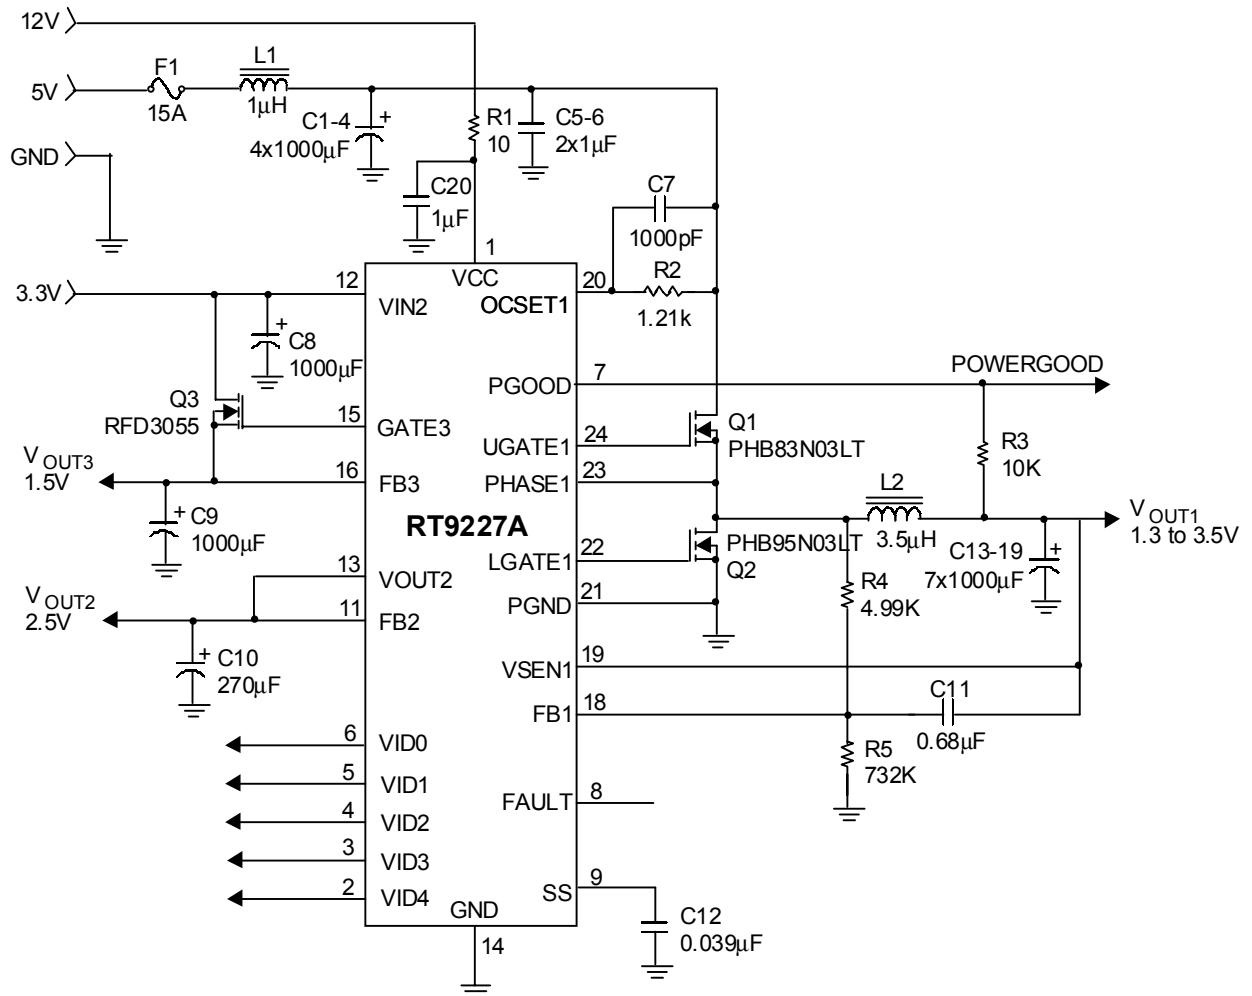 12V
F1
L1
5V
15A
1μH
C1-4
4x1000μF
R1
10
C5-6
2x1μF
GND
C20
1μF
C7
1000pF
1
VCC
12
VIN2
3.3V
20
OCSET1
R2
1.21k
C8
1000μF
POWERGOOD
PGOOD
7
Q3
RFD3055
15
GATE3
Q1
PHB83N03LT
UGATE1
24
R3
10K
V OUT3
1.5V
16
FB3
PHASE1
23
L2
3.5μH
V OUT1
1.3 to 3.5V
C9
1000μF
RT9227A
LGATE1
22
PHB95N03LT
Q2
C13-19
7x1000μF
13
VOUT2
R4
4.99K
V OUT2
2.5V
11
FB2
PGND
21
C10
270μF
VSEN1
19
FB1
18
C11
0.68μF
6
VID0
R5
732K
5
VID1
FAULT
8
4
VID2
3
VID3
2
VID4
SS
9
GND
14
C12
0.039μF